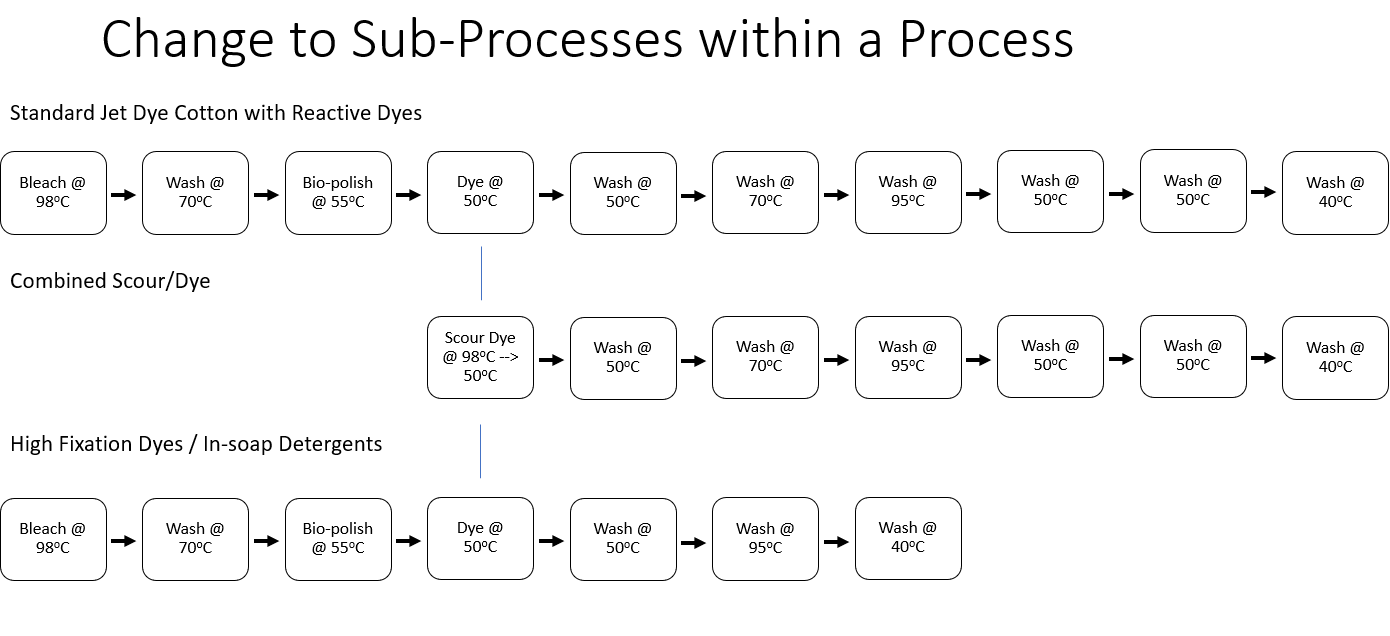 Change to Sub-Processes within a Process
Standard Jet Dye Cotton with Reactive Dyes
Bleach @
98ºC
Wash @
70ºC
Bio-polish
@ 55ºC
Dye @
50ºC
Wash @
50ºC
Wash @
70ºC
Wash @
95ºC
Wash @
50ºC
Wash @
50ºC
Wash @
40ºC
Combined Scour/Dye
Scour Dye
@ 98ºC -->
50ºC
Wash @
50ºC
Wash @
70ºC
Wash @
95ºC
Wash @
50ºC
Wash @
50ºC
Wash @
40ºC
High Fixation Dyes / In-soap Detergents
Bleach @
98ºC
Wash @
70ºC
Bio-polish
@ 55ºC
Dye @
50ºC
Wash @
50ºC
Wash @
95ºC
Wash @
40ºC